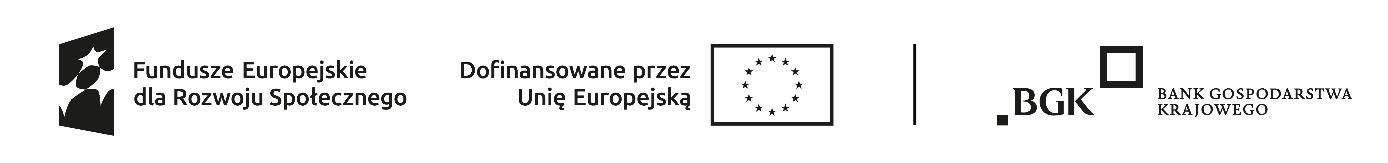 Fundusze Europejskie
dla Rozwoju Społecznego
Dofinansowane przez
Unię Europejską
BGK
BANK GOSPODARSTWA
KRAJOWEGO